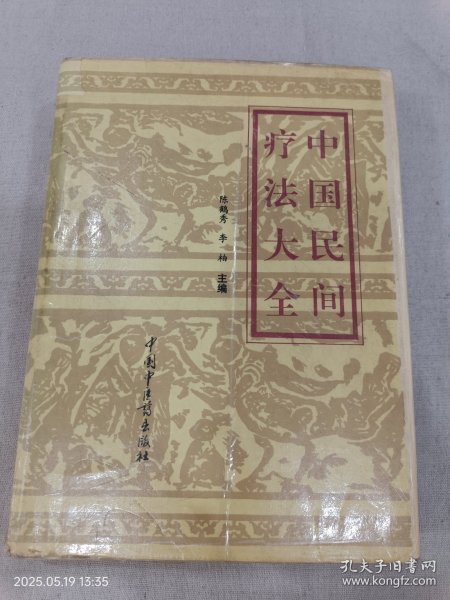 中国民间
疗法大全
陈鹤秀 李柏 主编
中国中医药出版社
2025.05.19 13:35
孔夫子旧书网
www.kongfz.com